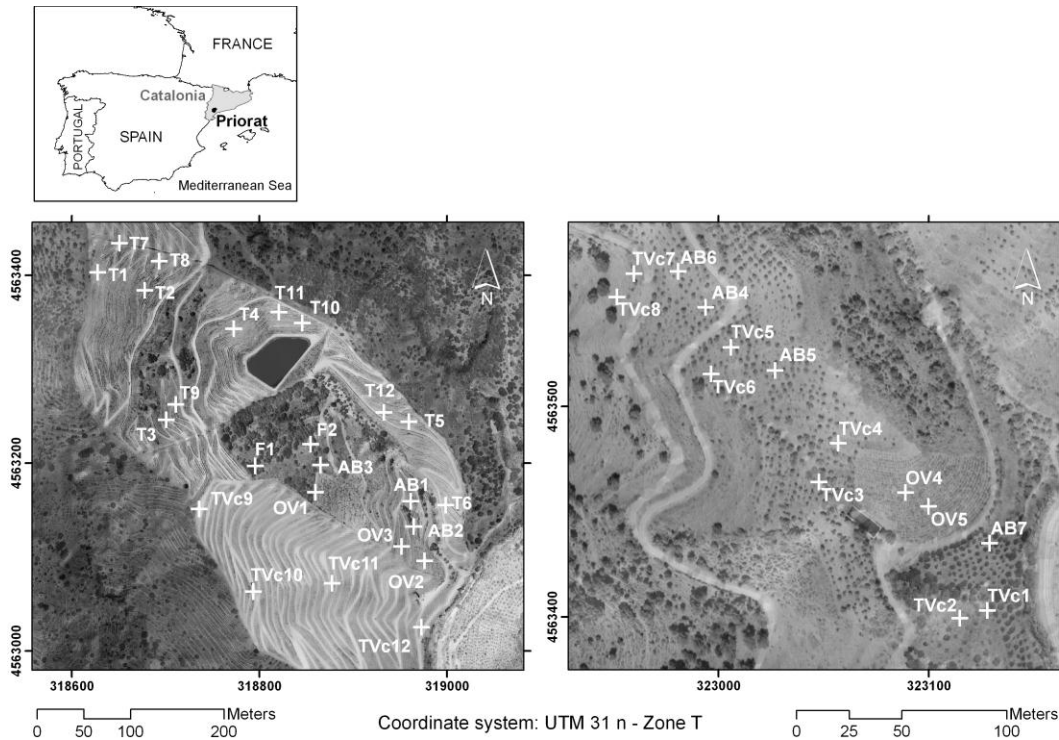 FRANCE
Catalonia
Priorat
PORTUGAL
SPAIN
Mediterranean Sea
4563400
4563200
4563000
T7
T8
T1
T2
T11
T10
T4
T12
T9
T5
T3
F2
F1
AB3
AB1
T6
TVc9
OV1
AB2
OV3
TVc11
OV2
TVc10
TVc12
N
318600
318800
319000
Meters
0 50 100 200
4563500
4563400
TVc7
AB6
AB4
TVc8
TVc5
AB5
TVc6
TVc4
OV4
TVc3
OV5
AB7
TVc1
TVc2
N
323000
323100
Meters
0 25 50 100
Coordinate system: UTM 31 n - Zone T